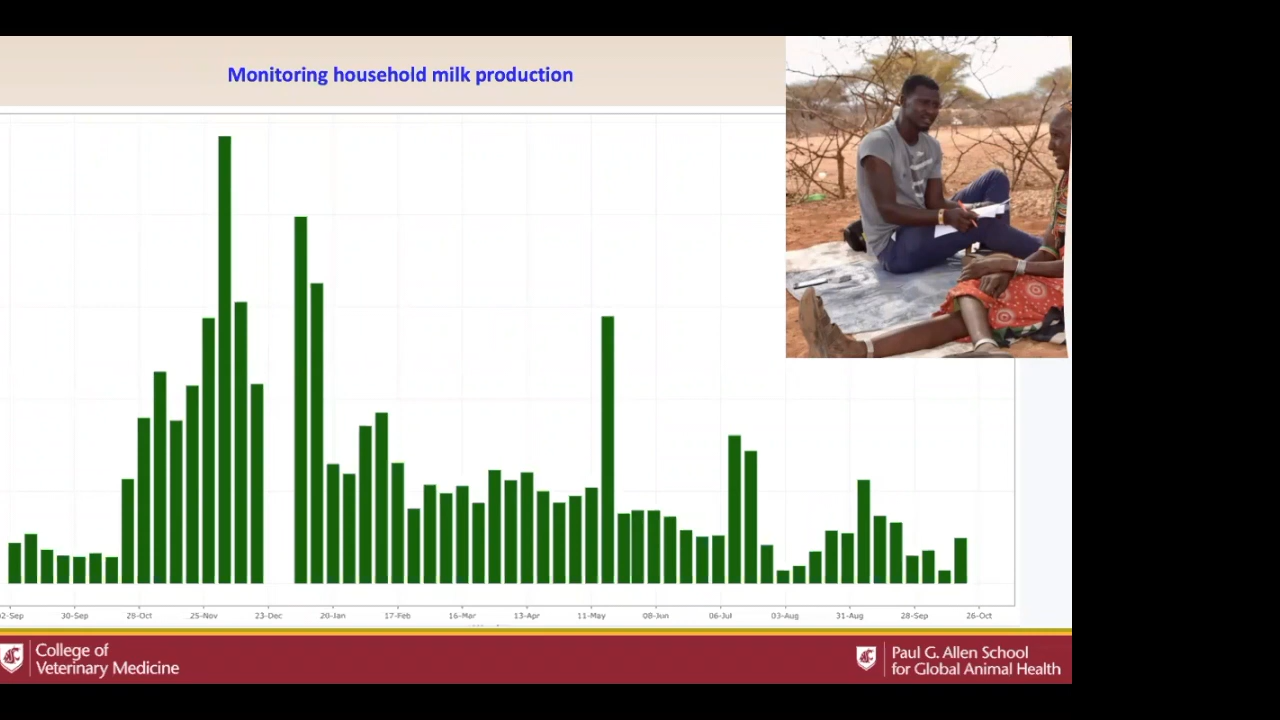 Monitoring household milk production
2-Sep 30-Sep 28-Oct 25-Nov 23-Dec 20-Jan 17-Feb 16-Mar 13-Apr 11-May 08-Jun 06-Jul 03-Aug 31-Aug 28-Sep 26-Oct
College of
Veterinary Medicine
Paul G. Allen School
for Global Animal Health